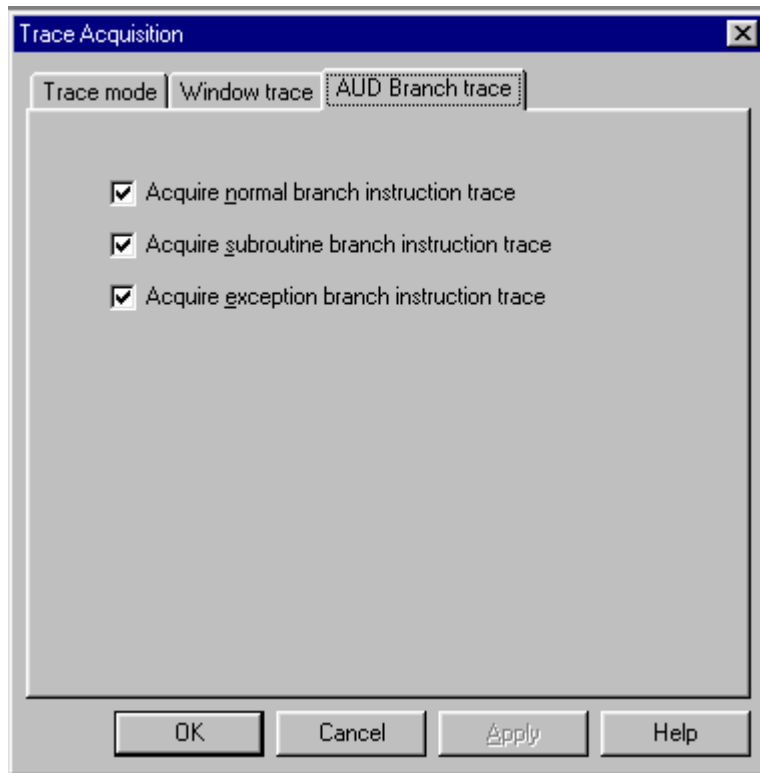 Trace Acquisition
Trace mode Window trace AUD Branch trace
Acquire normal branch instruction trace
Acquire subroutine branch instruction trace
Acquire exception branch instruction trace
OK Cancel Apply Help